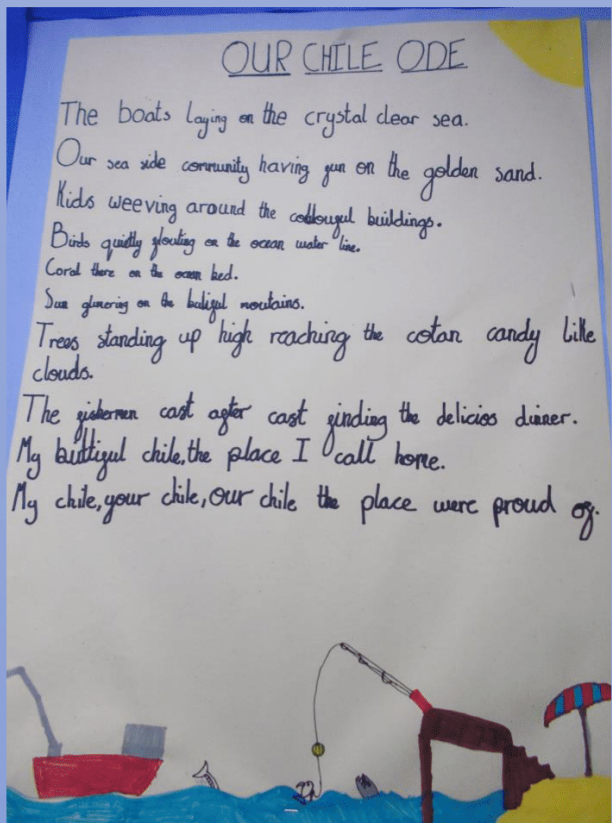 OUR CHILE ODE
The boats laying on the crystal clear sea.
Our sea side community having fun on the golden sand.
Kids weeving around the collouful buildings.
Birds quietly flouting on the ocean water line.
Coral there on the ocean bed.
Sun glimering on the butiful moutains.
Trees standing up high reaching the cotan candy like
clouds.
The fishermen cast after cast finding the delicios dinner.
My buttiful chile, the place I call home.
My chile, your chile, our chile the place were proud of.